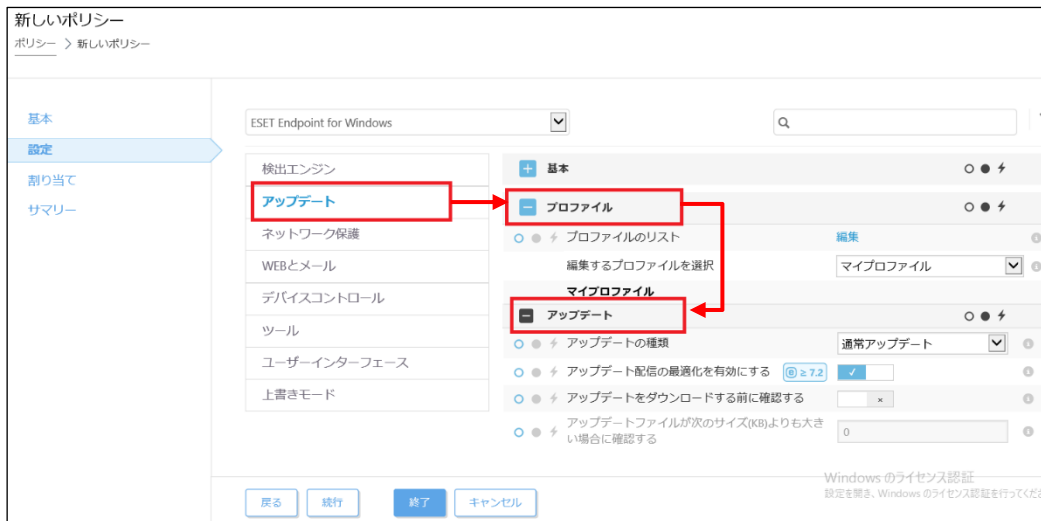 新しいポリシー
ポリシー > 新しいポリシー
基本
設定
割り当て
サマリー
ESET Endpoint for Windows
検出エンジン
アップデート
ネットワーク保護
WEBとメール
デバイスコントロール
ツール
ユーザーインターフェース
上書きモード
基本
プロファイル
プロファイルのリスト 編集
編集するプロファイルを選択 マイプロファイル
マイプロファイル
アップデート
アップデートの種類 通常アップデート
アップデート配信の最適化を有効にする ≥ 7.2
アップデートをダウンロードする前に確認する
アップデートファイルが次のサイズ(KB)よりも大き
い場合に確認する 0
戻る 続行 終了 キャンセル
Windows のライセンス認証
設定を開き、Windows のライセンス認証を行ってくだ